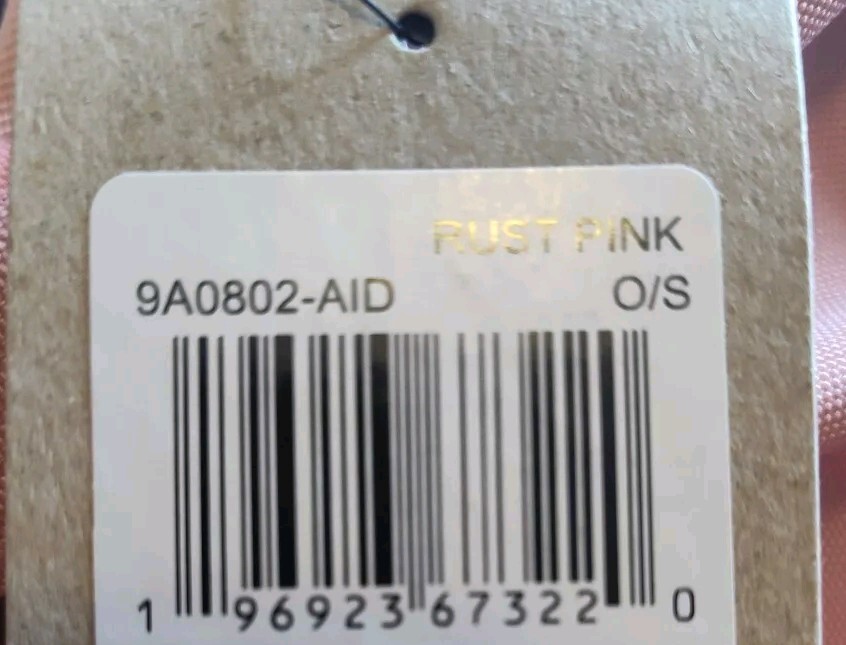 RUST PINK
9A0802-AID O/S
1 96923 67322 0